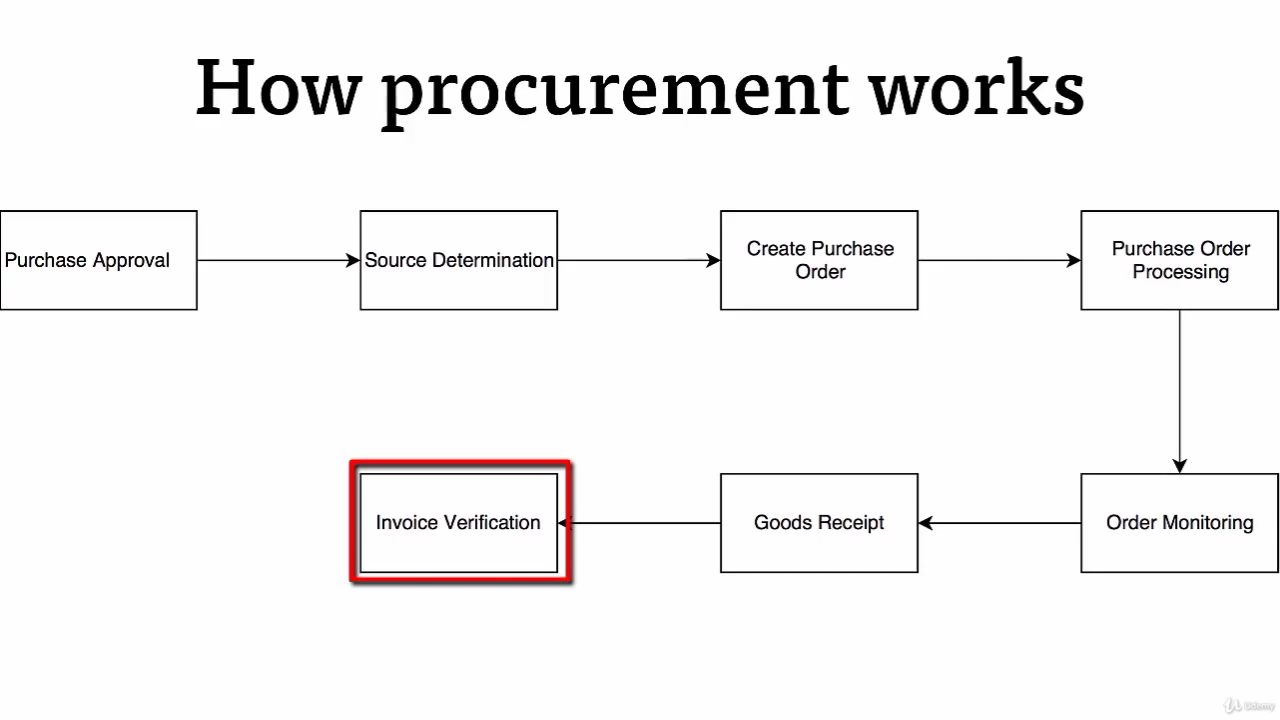 How procurement works
Purchase Approval
Source Determination
Create Purchase
Order
Purchase Order
Processing
Invoice Verification
Goods Receipt
Order Monitoring
Udemy